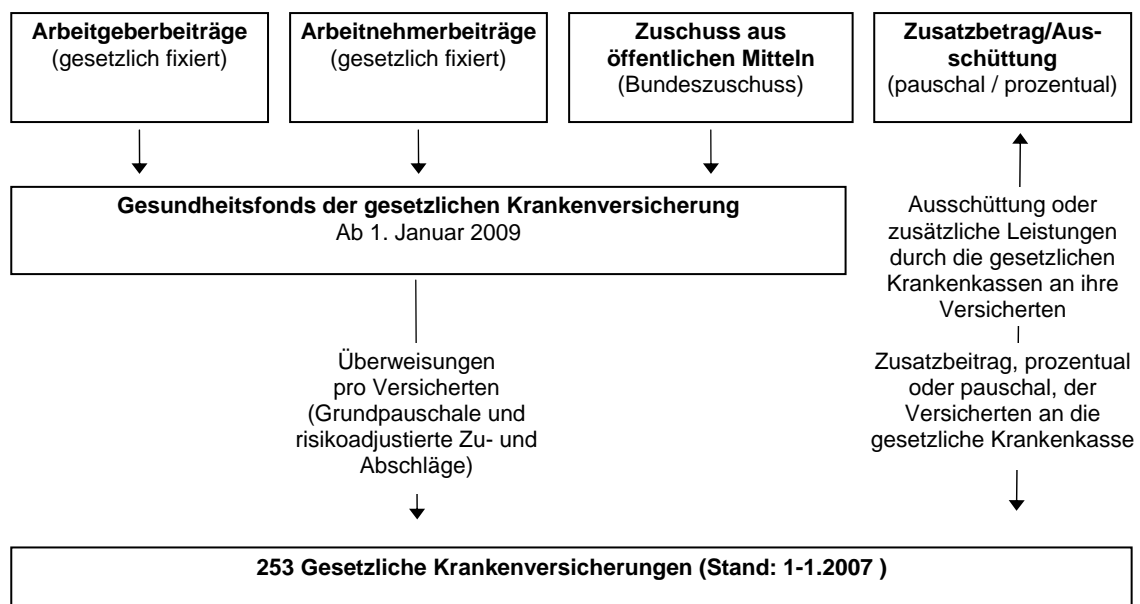 Arbeitgeberbeiträge
(gesetzlich fixiert)
Arbeitnehmerbeiträge
(gesetzlich fixiert)
Zuschuss aus
öffentlichen Mitteln
(Bundeszuschuss)
Zusatzbetrag/Aus-
schüttung
(pauschal / prozentual)
Gesundheitsfonds der gesetzlichen Krankenversicherung
Ab 1. Januar 2009
Ausschüttung oder
zusätzliche Leistungen
durch die gesetzlichen
Krankenkassen an ihre
Versicherten
Überweisungen
pro Versicherten
(Grundpauschale und
risikoadjustierte Zu- und
Abschläge)
Zusatzbeitrag, prozentual
oder pauschal, der
Versicherten an die
gesetzliche Krankenkasse
253 Gesetzliche Krankenversicherungen (Stand: 1-1.2007 )